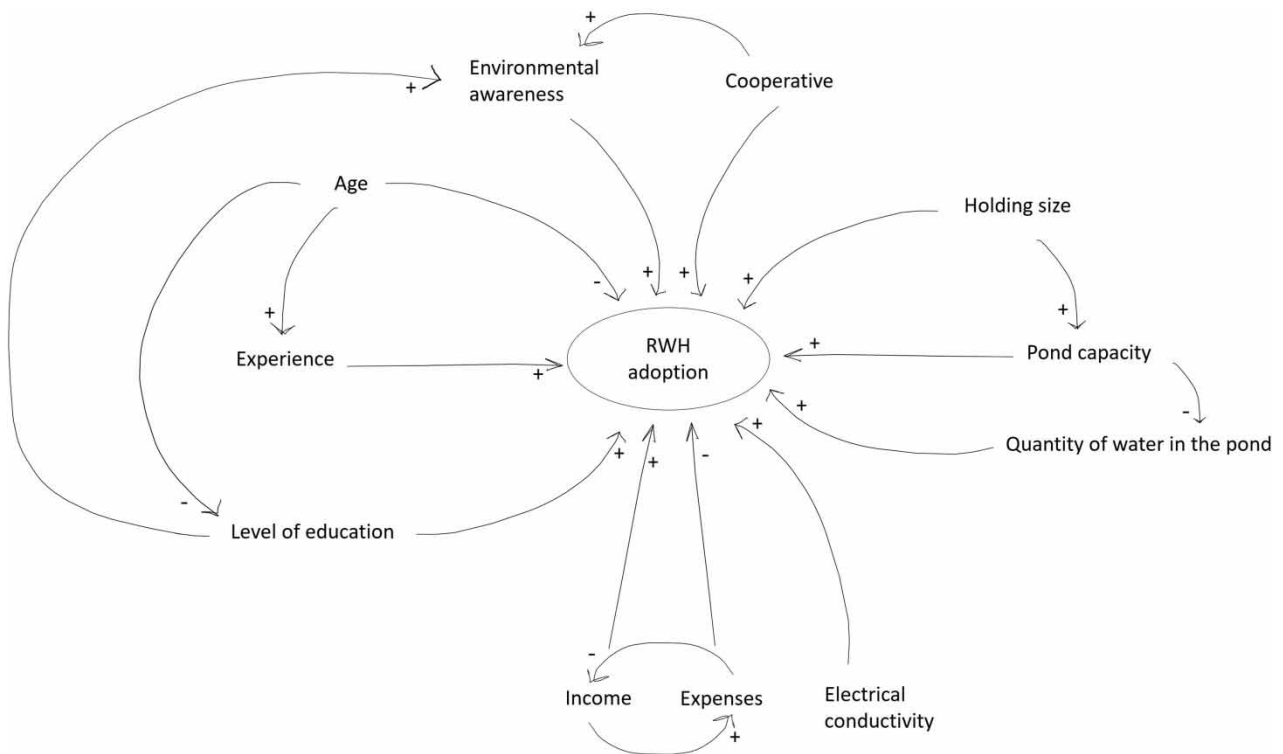 +
Environmental
awareness
Cooperative
+
Age
Holding size
+
+
-
+
+
+
Experience
+
RWH
adoption
+
Pond capacity
+
+
-
Quantity of water in the pond
-
Level of education
+
+
-
-
Income
Expenses
+
Electrical
conductivity